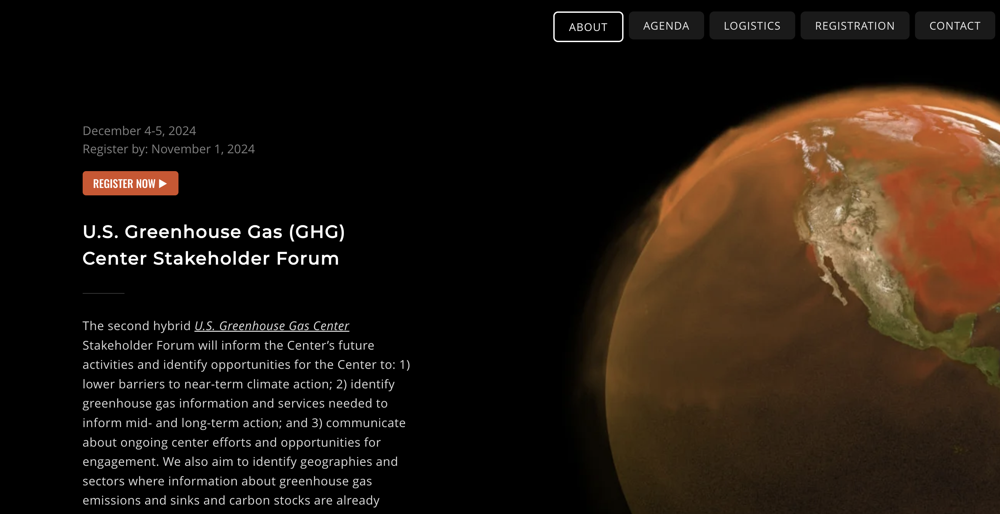 ABOUT AGENDA LOGISTICS REGISTRATION CONTACT
December 4-5, 2024
Register by: November 1, 2024
REGISTER NOW ▶
U.S. Greenhouse Gas (GHG)
Center Stakeholder Forum
The second hybrid U.S. Greenhouse Gas Center
Stakeholder Forum will inform the Center’s future
activities and identify opportunities for the Center to: 1)
lower barriers to near-term climate action; 2) identify
greenhouse gas information and services needed to
inform mid- and long-term action; and 3) communicate
about ongoing center efforts and opportunities for
engagement. We also aim to identify geographies and
sectors where information about greenhouse gas
emissions and sinks and carbon stocks are already